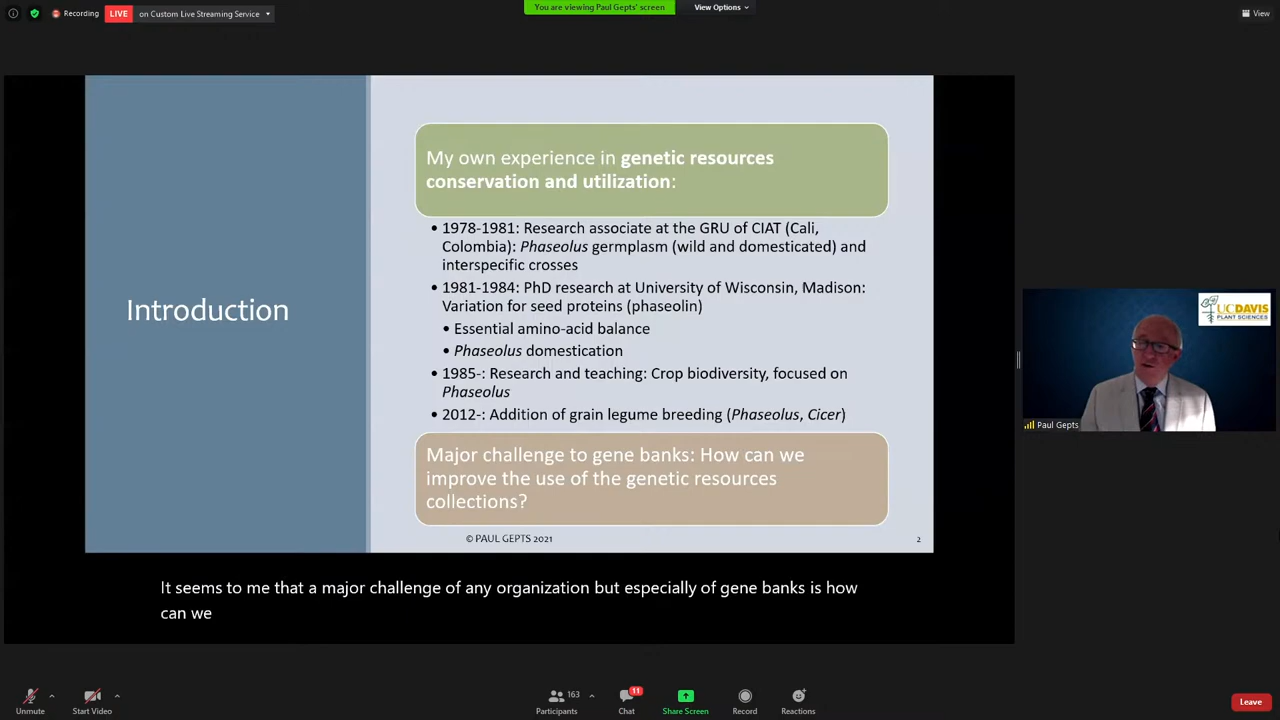 Recording
LIVE
on Custom Live Streaming Service
You are viewing Paul Gepts' screen
View Options
View
Introduction
My own experience in genetic resources
conservation and utilization:
• 1978-1981: Research associate at the GRU of CIAT (Cali,
Colombia): Phaseolus germplasm (wild and domesticated) and
interspecific crosses
• 1981-1984: PhD research at University of Wisconsin, Madison:
Variation for seed proteins (phaseolin)
• Essential amino-acid balance
• Phaseolus domestication
• 1985-: Research and teaching: Crop biodiversity, focused on
Phaseolus
• 2012-: Addition of grain legume breeding (Phaseolus, Cicer)
Major challenge to gene banks: How can we
improve the use of the genetic resources
collections?
© PAUL GEPTS 2021
2
UCDAVIS
PLANT SCIENCES
Paul Gepts
It seems to me that a major challenge of any organization but especially of gene banks is how
can we
Unmute
Start Video
163
Participants
11
Chat
Share Screen
Record
Reactions
Leave